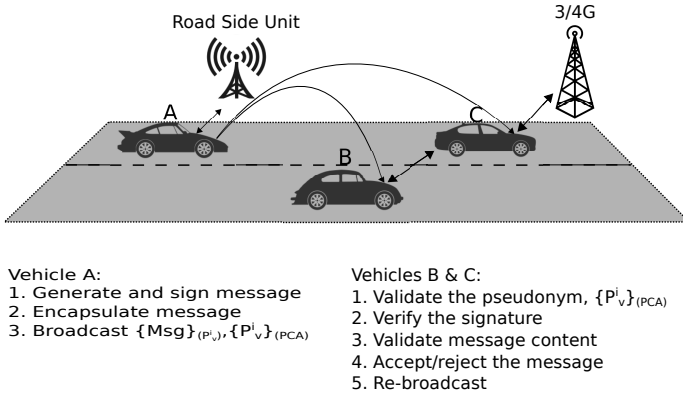 3/4G
Road Side Unit
A
C
B
Vehicle A:
1. Generate and sign message
2. Encapsulate message
3. Broadcast {Msg}(Pⁱᵥ),{Pⁱᵥ}(PCA)
Vehicles B & C:
1. Validate the pseudonym, {Pⁱᵥ}(PCA)
2. Verify the signature
3. Validate message content
4. Accept/reject the message
5. Re-broadcast